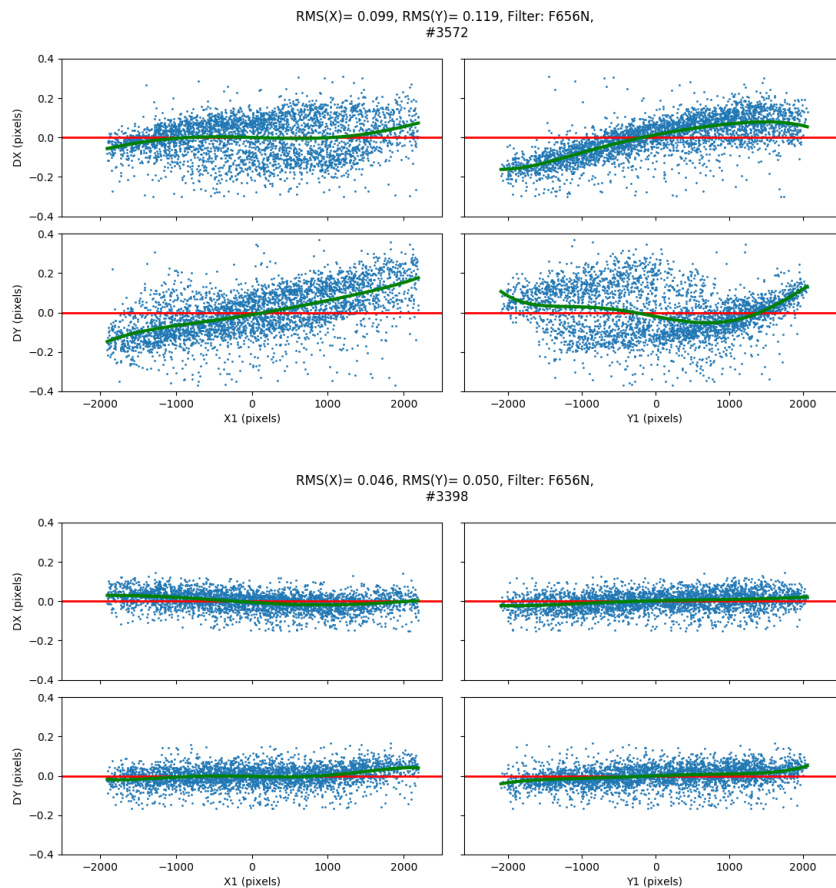 RMS(X)= 0.099, RMS(Y)= 0.119, Filter: F656N,
#3572
0.4
0.2
0.0
−0.2
−0.4
DX (pixels)
0.4
0.2
0.0
−0.2
−0.4
DY (pixels)
−2000 −1000 0 1000 2000
X1 (pixels)
−2000 −1000 0 1000 2000
Y1 (pixels)
RMS(X)= 0.046, RMS(Y)= 0.050, Filter: F656N,
#3398
0.4
0.2
0.0
−0.2
−0.4
DX (pixels)
0.4
0.2
0.0
−0.2
−0.4
DY (pixels)
−2000 −1000 0 1000 2000
X1 (pixels)
−2000 −1000 0 1000 2000
Y1 (pixels)